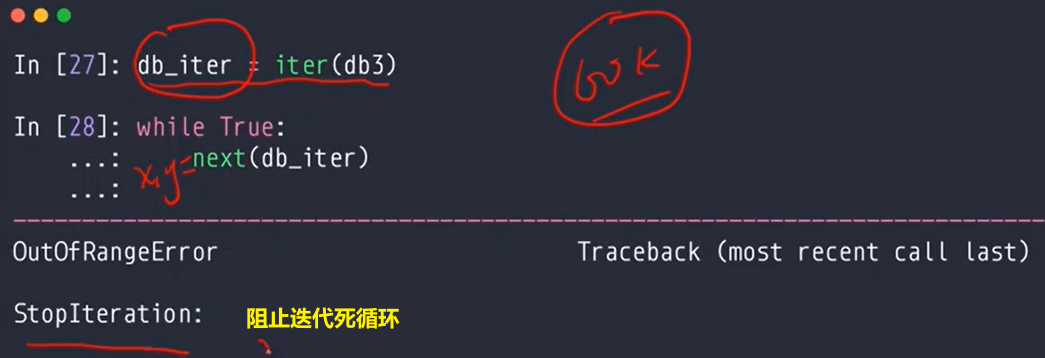 In [27]: db_iter = iter(db3)
60K
In [28]: while True:
...: x,y=next(db_iter)
...:
OutOfRangeError Traceback (most recent call last)
StopIteration: 阻止迭代死循环